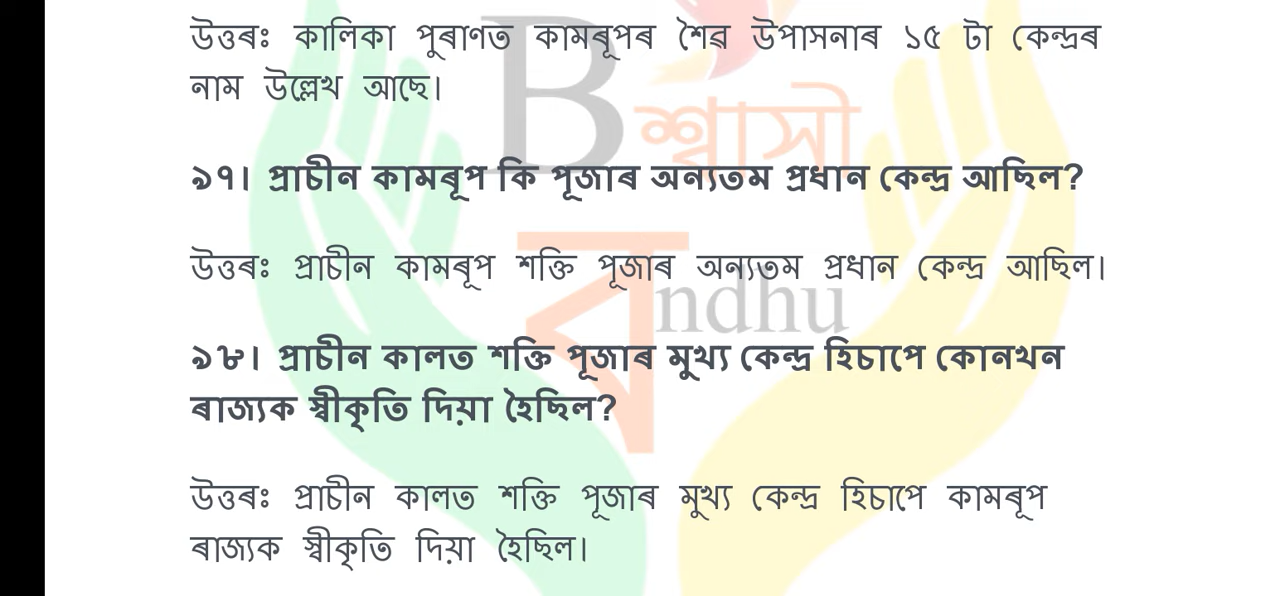 উত্তৰঃ কালিকা পুৰাণত কামৰূপৰ শৈৱ উপাসনাৰ ১৫ টা কেন্দ্ৰৰ
নাম উল্লেখ আছে।
৯৭। প্ৰাচীন কামৰূপ কি পূজাৰ অন্যতম প্ৰধান কেন্দ্ৰ আছিল?
উত্তৰঃ প্ৰাচীন কামৰূপ শক্তি পূজাৰ অন্যতম প্ৰধান কেন্দ্ৰ আছিল।
৯৮। প্ৰাচীন কালত শক্তি পূজাৰ মুখ্য কেন্দ্ৰ হিচাপে কোনখন
ৰাজ্যক স্বীকৃতি দিয়া হৈছিল?
উত্তৰঃ প্ৰাচীন কালত শক্তি পূজাৰ মুখ্য কেন্দ্ৰ হিচাপে কামৰূপ
ৰাজ্যক স্বীকৃতি দিয়া হৈছিল।
B
শ্বাসী
ব
ndhu